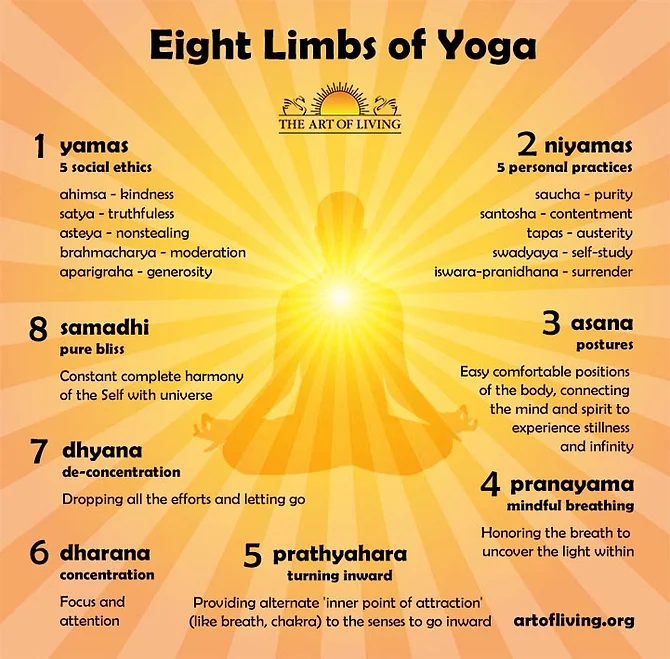 Eight Limbs of Yoga
THE ART OF LIVING
1 yamas
5 social ethics
ahimsa - kindness
satya - truthfuless
asteya - nonstealing
brahmacharya - moderation
aparigraha - generosity
2 niyamas
5 personal practices
saucha - purity
santosha - contentment
tapas - austerity
swadyaya - self-study
iswara-pranidhana - surrender
3 asana
postures
Easy comfortable positions
of the body, connecting
the mind and spirit to
experience stillness
and infinity
4 pranayama
mindful breathing
Honoring the breath to
uncover the light within
5 prathyahara
turning inward
Providing alternate 'inner point of attraction'
(like breath, chakra) to the senses to go inward
6 dharana
concentration
Focus and
attention
7 dhyana
de-concentration
Dropping all the efforts and letting go
8 samadhi
pure bliss
Constant complete harmony
of the Self with universe
artofliving.org